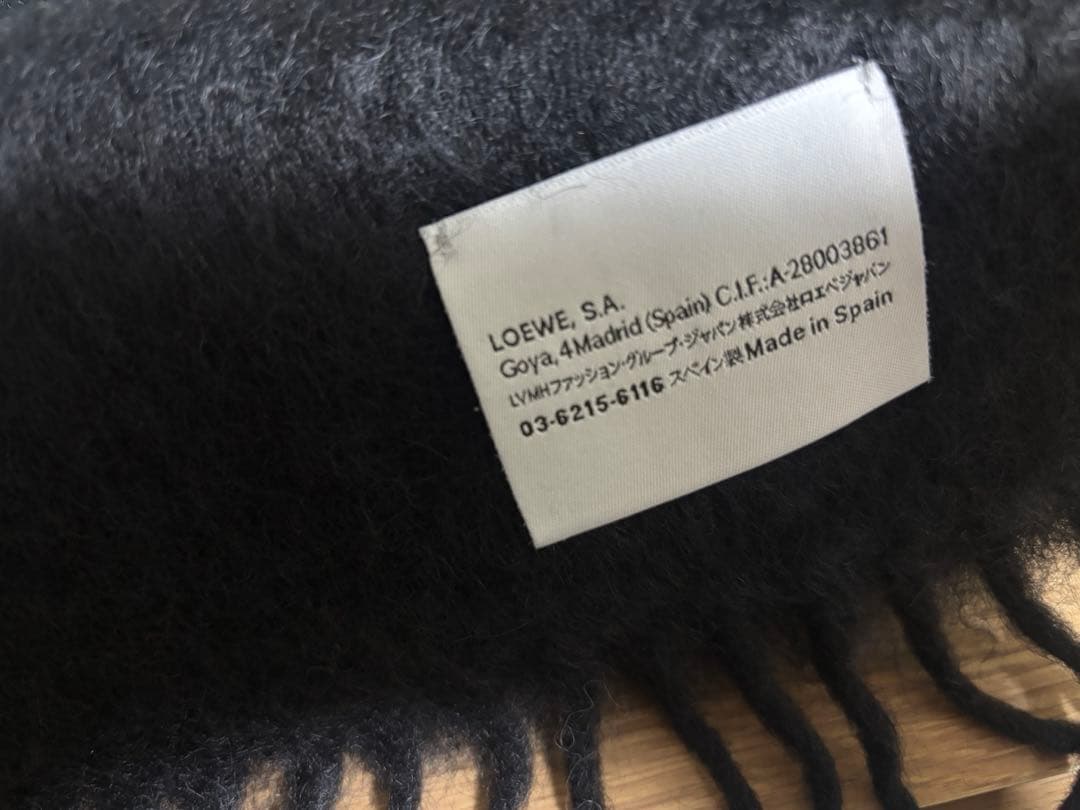 LOEWE, S.A.
Goya, 4 Madrid (Spain) C.I.F.:A-28003861
LVMHファッション・グループ・ジャパン株式会社ロエベジャパン
03-6215-6116 スペイン製 Made in Spain